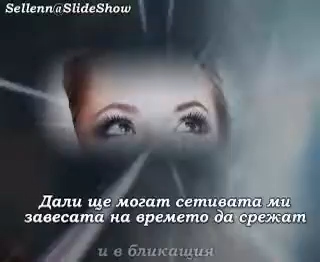 Sellenn@SlideShow
Дали ще могат сетивата ми
завесата на времето да срежат
и в бликащия